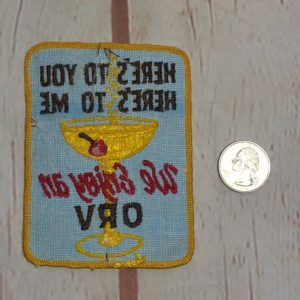 HERE'S TO YOU
HERE'S TO ME
We Enjoy an
ORV